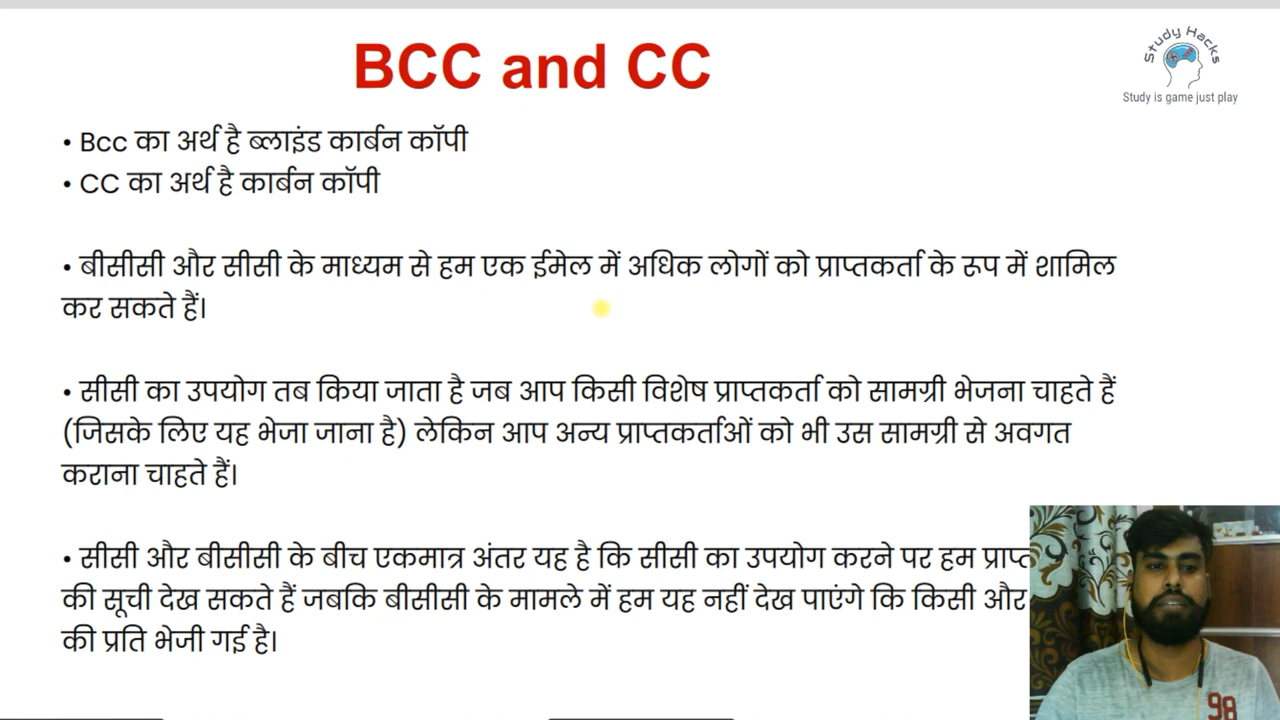 BCC and CC
Study Hacks
Study is game just play
• Bcc का अर्थ है ब्लाइंड कार्बन कॉपी
• CC का अर्थ है कार्बन कॉपी
• बीसीसी और सीसी के माध्यम से हम एक ईमेल में अधिक लोगों को प्राप्तकर्ता के रूप में शामिल
कर सकते हैं।
• सीसी का उपयोग तब किया जाता है जब आप किसी विशेष प्राप्तकर्ता को सामग्री भेजना चाहते हैं
(जिसके लिए यह भेजा जाना है) लेकिन आप अन्य प्राप्तकर्ताओं को भी उस सामग्री से अवगत
कराना चाहते हैं।
• सीसी और बीसीसी के बीच एकमात्र अंतर यह है कि सीसी का उपयोग करने पर हम
की सूची देख सकते हैं जबकि बीसीसी के मामले में हम यह नहीं देख पाएंगे कि किसी और
की प्रति भेजी गई है।
98